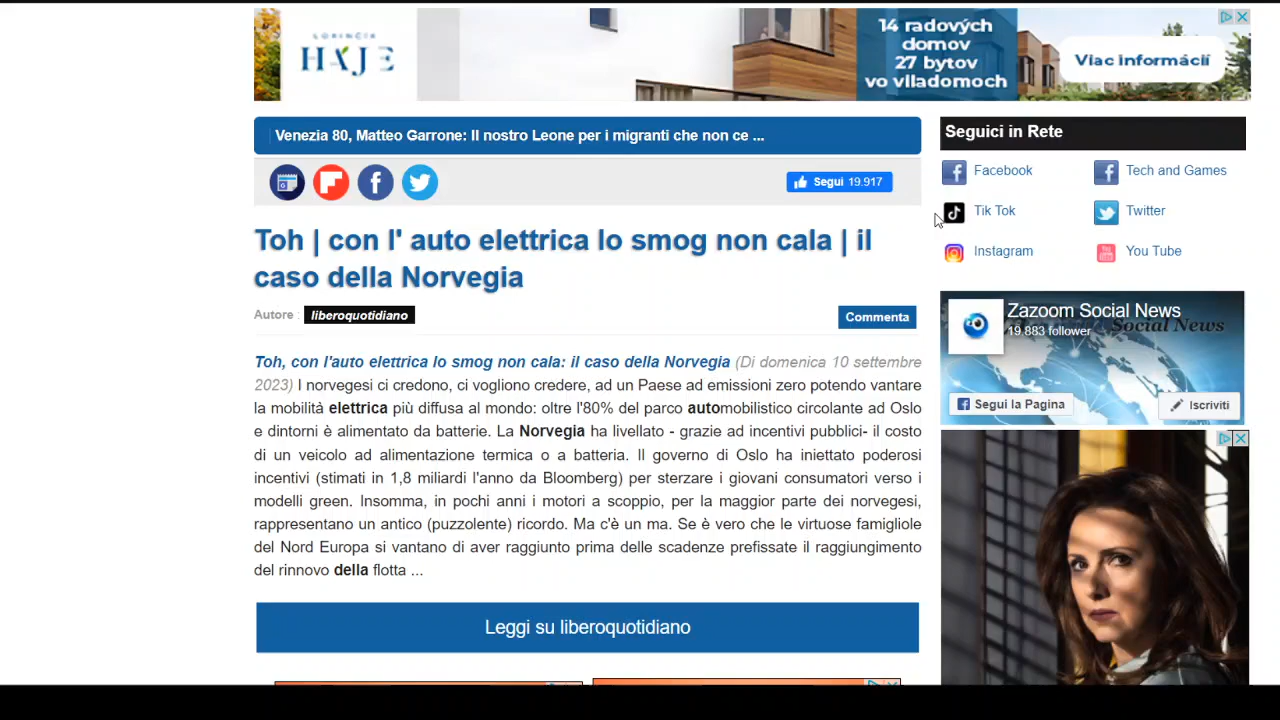 LORINCIA
HÁJE
14 radových
domov
27 bytov
vo viladomoch
Viac informácií
Venezia 80, Matteo Garrone: Il nostro Leone per i migranti che non ce ...
Segui 19.917
Toh | con l' auto elettrica lo smog non cala | il
caso della Norvegia
Autore : liberoquotidiano
Commenta
Toh, con l'auto elettrica lo smog non cala: il caso della Norvegia (Di domenica 10 settembre
2023) I norvegesi ci credono, ci vogliono credere, ad un Paese ad emissioni zero potendo vantare
la mobilità elettrica più diffusa al mondo: oltre l'80% del parco automobilistico circolante ad Oslo
e dintorni è alimentato da batterie. La Norvegia ha livellato - grazie ad incentivi pubblici- il costo
di un veicolo ad alimentazione termica o a batteria. Il governo di Oslo ha iniettato poderosi
incentivi (stimati in 1,8 miliardi l'anno da Bloomberg) per sterzare i giovani consumatori verso i
modelli green. Insomma, in pochi anni i motori a scoppio, per la maggior parte dei norvegesi,
rappresentano un antico (puzzolente) ricordo. Ma c'è un ma. Se è vero che le virtuose famigliole
del Nord Europa si vantano di aver raggiunto prima delle scadenze prefissate il raggiungimento
del rinnovo della flotta ...
Leggi su liberoquotidiano
Seguici in Rete
Facebook
Tech and Games
Tik Tok
Twitter
Instagram
You Tube
Zazoom Social News
19 883 follower
Social News
Segui la Pagina
Iscriviti